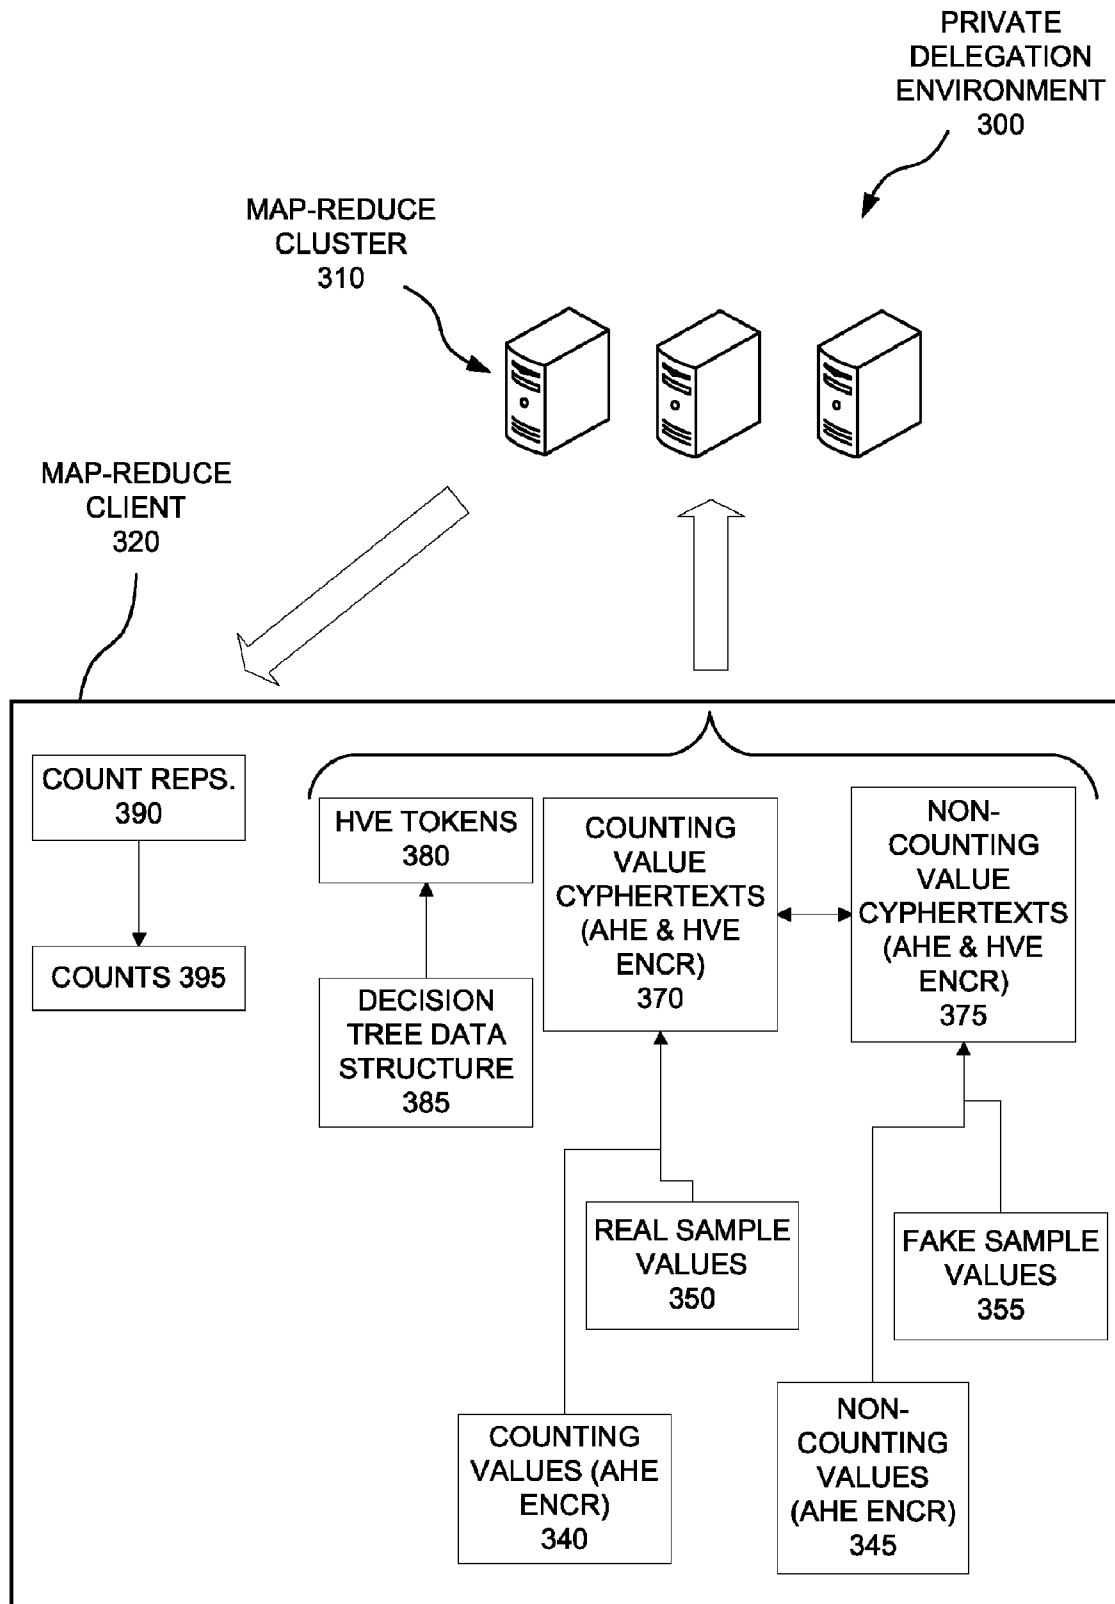 PRIVATE
DELEGATION
ENVIRONMENT
300
MAP-REDUCE
CLUSTER
310
MAP-REDUCE
CLIENT
320
COUNT REPS.
390
COUNTS 395
HVE TOKENS
380
DECISION
TREE DATA
STRUCTURE
385
COUNTING
VALUE
CYPHERTEXTS
(AHE & HVE
ENCR)
370
NON-
COUNTING
VALUE
CYPHERTEXTS
(AHE & HVE
ENCR)
375
REAL SAMPLE
VALUES
350
FAKE SAMPLE
VALUES
355
COUNTING
VALUES (AHE
ENCR)
340
NON-
COUNTING
VALUES
(AHE ENCR)
345